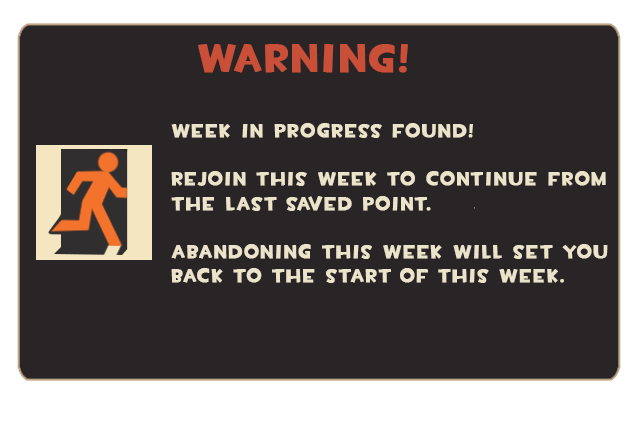 WARNING!
WEEK IN PROGRESS FOUND!
REJOIN THIS WEEK TO CONTINUE FROM
THE LAST SAVED POINT.
ABANDONING THIS WEEK WILL SET YOU
BACK TO THE START OF THIS WEEK.